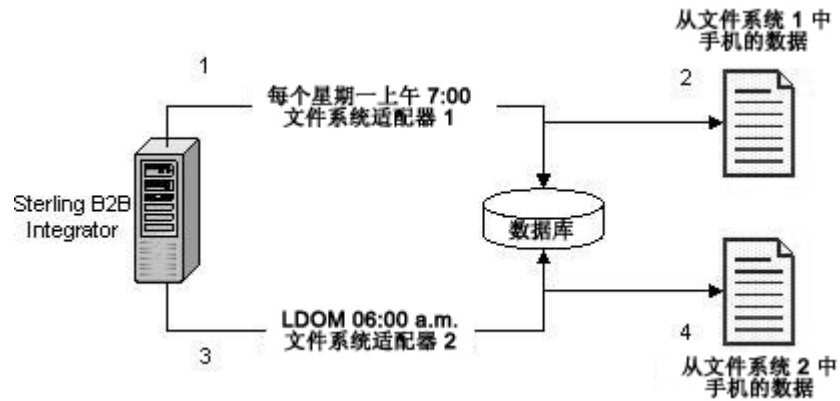 从文件系统 1 中
手机的数据
1
2
每个星期一上午 7:00
文件系统适配器 1
Sterling B2B
Integrator
数据库
LDOM 06:00 a.m.
文件系统适配器 2
3
4
从文件系统 2 中
手机的数据